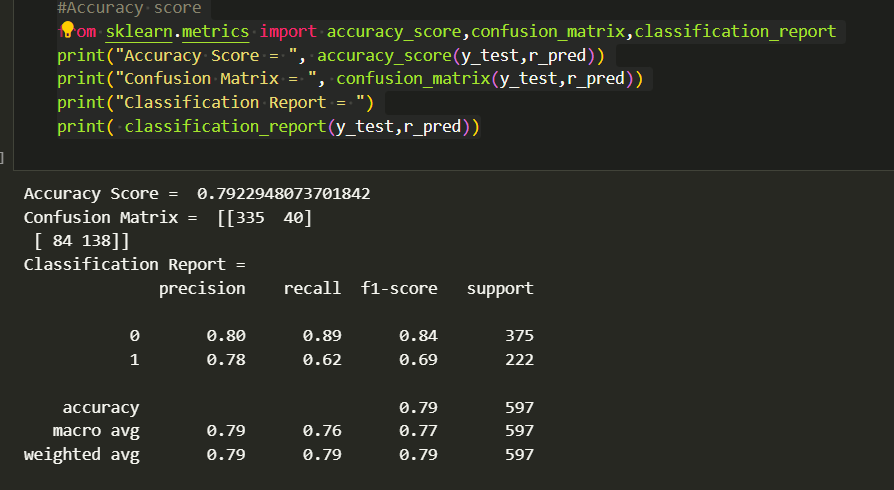 #Accuracy score
from sklearn.metrics import accuracy_score,confusion_matrix,classification_report
print("Accuracy Score = ", accuracy_score(y_test,r_pred))
print("Confusion Matrix = ", confusion_matrix(y_test,r_pred))
print("Classification Report = ")
print( classification_report(y_test,r_pred))
]
Accuracy Score =  0.7922948073701842
Confusion Matrix =  [[335  40]
 [ 84 138]]
Classification Report =
              precision    recall  f1-score   support
           0       0.80      0.89      0.84       375
           1       0.78      0.62      0.69       222
    accuracy                           0.79       597
   macro avg       0.79      0.76      0.77       597
weighted avg       0.79      0.79      0.79       597